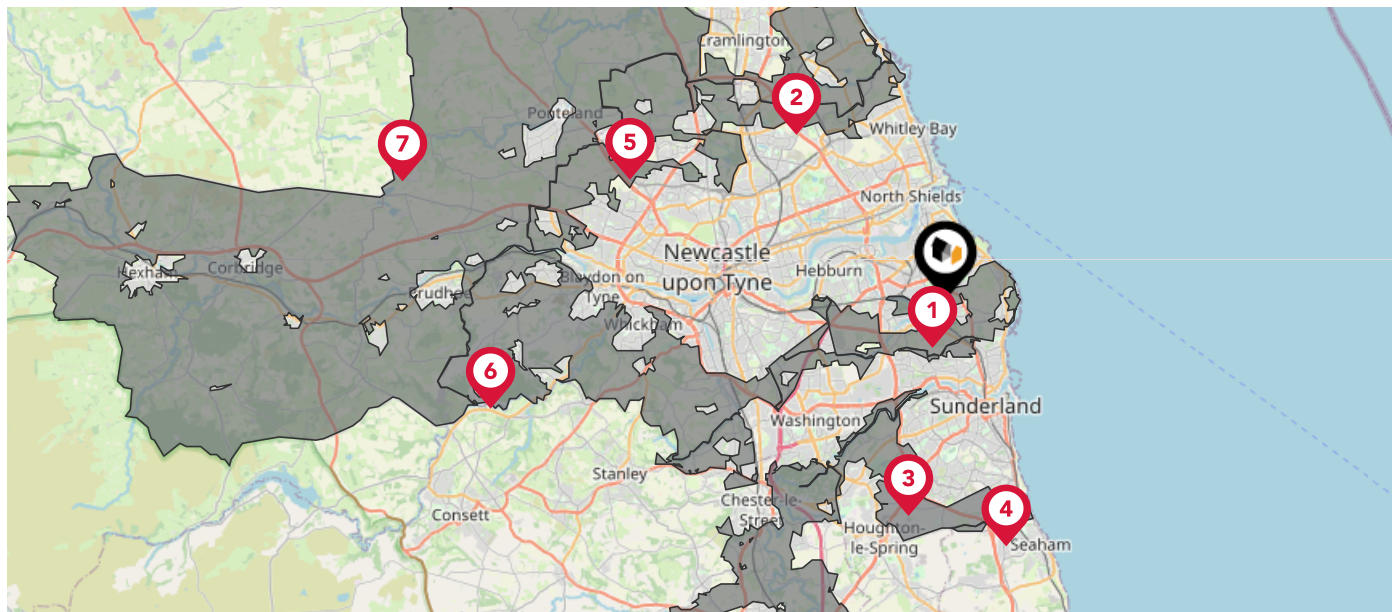 Cramlington
2
Ponteland
5
7
Whitley Bay
North Shields
Newcastle
upon Tyne
Hebburn
Hexham
Corbridge
Prudhoe
Blaydon on
Tyne
Whickham
1
6
Sunderland
Washington
Stanley
3
Chester-le-
Street
Consett
4
Houghton-
le-Spring
Seaham